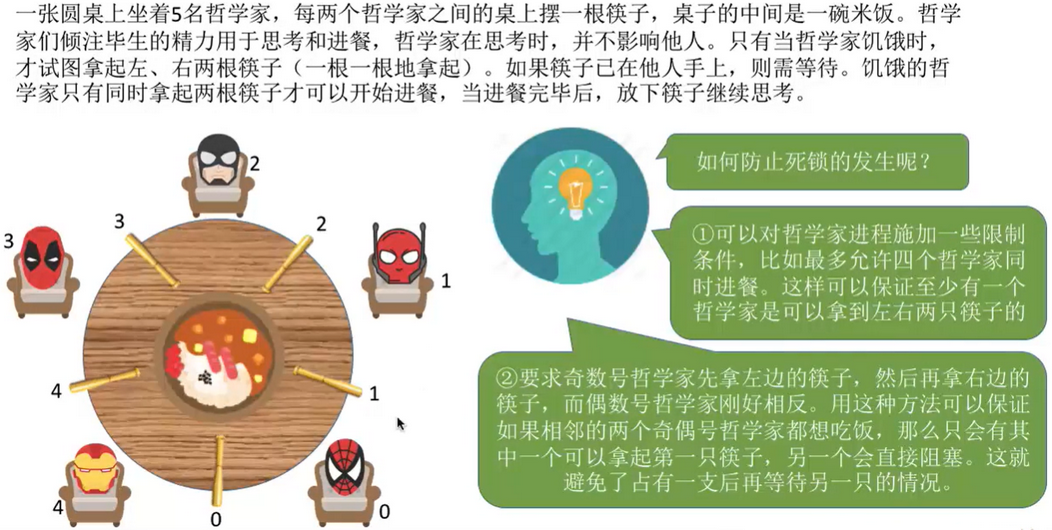 一张圆桌上坐着5名哲学家，每两个哲学家之间的桌上摆一根筷子，桌子的中间是一碗米饭。哲学
家们倾注毕生的精力用于思考和进餐，哲学家在思考时，并不影响他人。只有当哲学家饥饿时，
才试图拿起左、右两根筷子（一根一根地拿起）。如果筷子已在他人手上，则需等待。饥饿的哲
学家只有同时拿起两根筷子才可以开始进餐，当进餐完毕后，放下筷子继续思考。
2
3
2
3
1
4
1
4
0
0
如何防止死锁的发生呢？
①可以对哲学家进程施加一些限制
条件，比如最多允许四个哲学家同
时进餐。这样可以保证至少有一个
哲学家是可以拿到左右两只筷子的
②要求奇数号哲学家先拿左边的筷子，然后再拿右边的
筷子，而偶数号哲学家刚好相反。用这种方法可以保证
如果相邻的两个奇偶号哲学家都想吃饭，那么只会有其
中一个可以拿起第一只筷子，另一个会直接阻塞。这就
避免了占有一支后再等待另一只的情况。